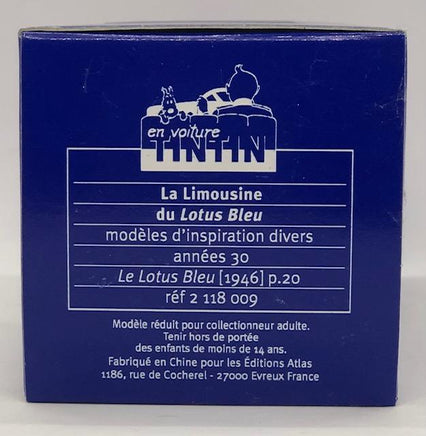 en voiture
TINTIN
La Limousine
du Lotus Bleu
modèles d'inspiration divers
années 30
Le Lotus Bleu [1946] p.20
réf 2 118 009
Modèle réduit pour collectionneur adulte.
Tenir hors de portée
des enfants de moins de 14 ans.
Fabriqué en Chine pour les Éditions Atlas
1186, rue de Cocherel - 27000 Evreux France